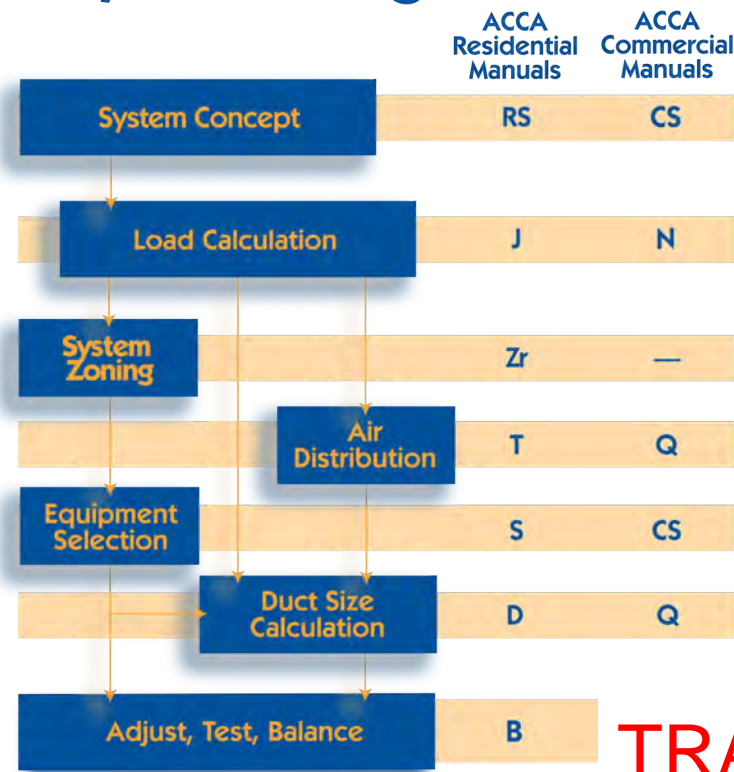 ACCA
Residential
Manuals
ACCA
Commercial
Manuals
System Concept RS CS
Load Calculation J N
System
Zoning
Zr —
Air
Distribution
T Q
Equipment
Selection
S CS
Duct Size
Calculation
D Q
Adjust, Test, Balance B
TRA